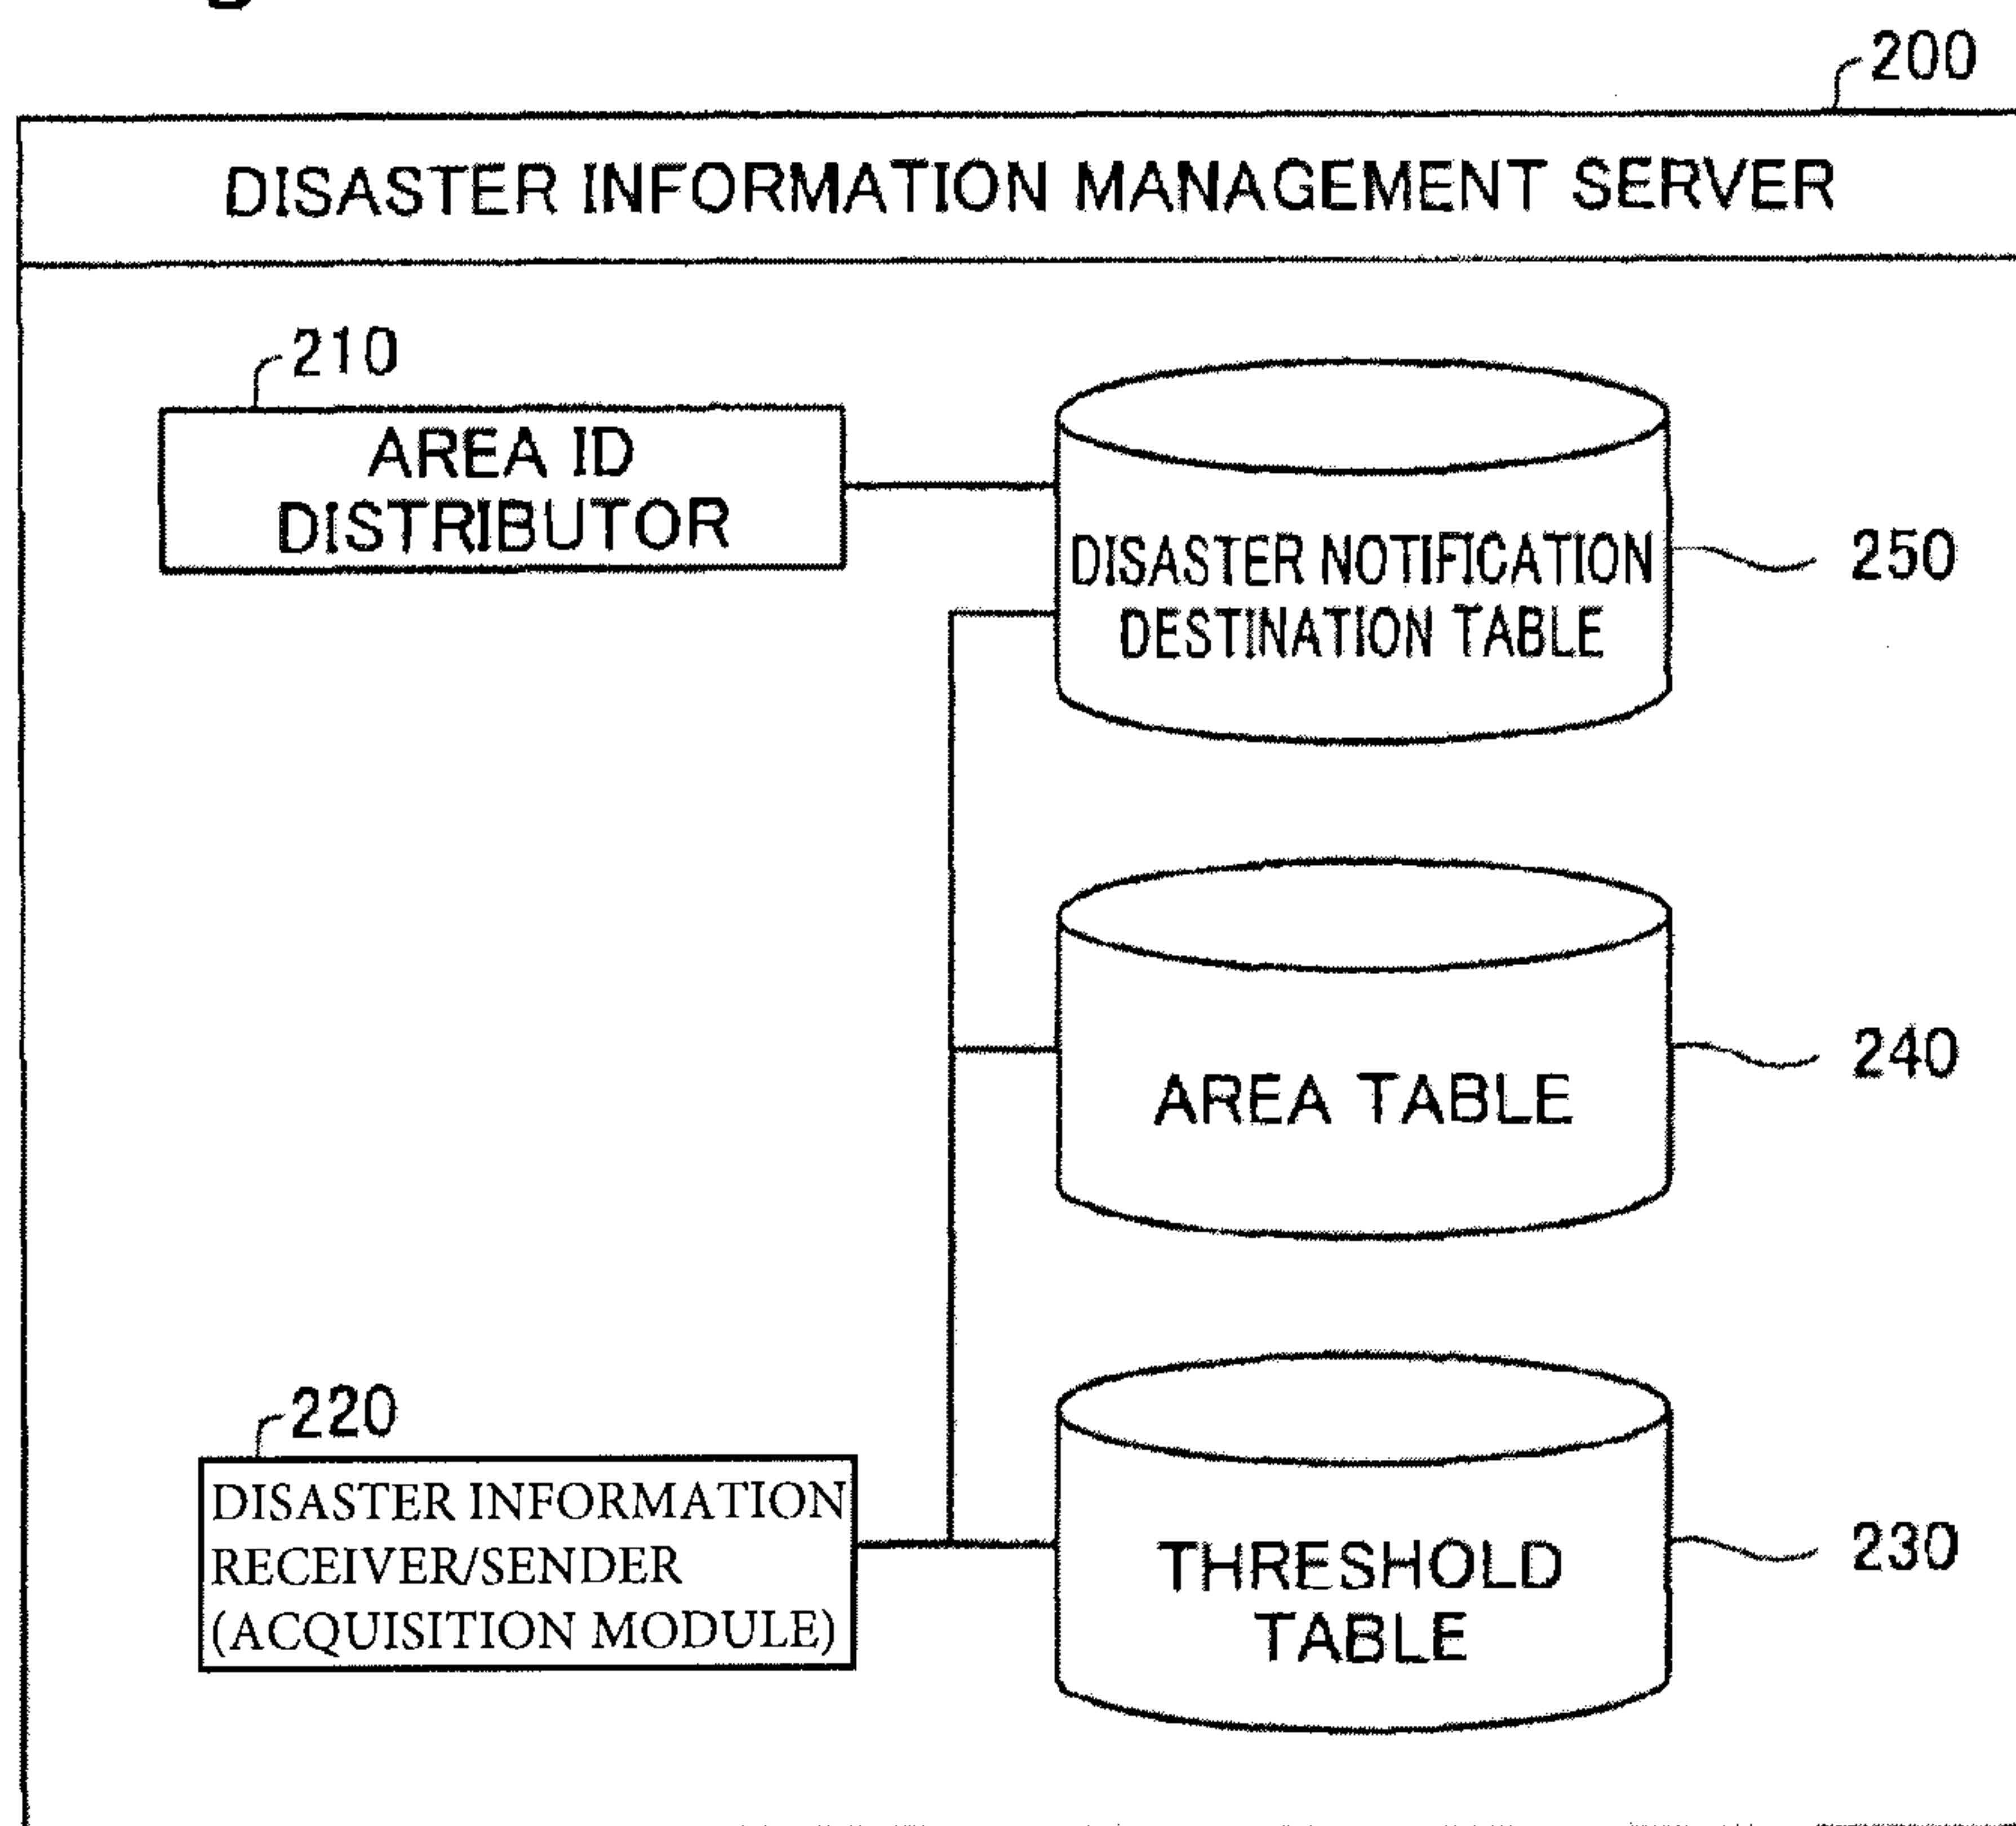 200
DISASTER INFORMATION MANAGEMENT SERVER
210
AREA ID
DISTRIBUTOR
DISASTER NOTIFICATION
DESTINATION TABLE
250
AREA TABLE
240
220
DISASTER INFORMATION
RECEIVER/SENDER
(ACQUISITION MODULE)
THRESHOLD
TABLE
230